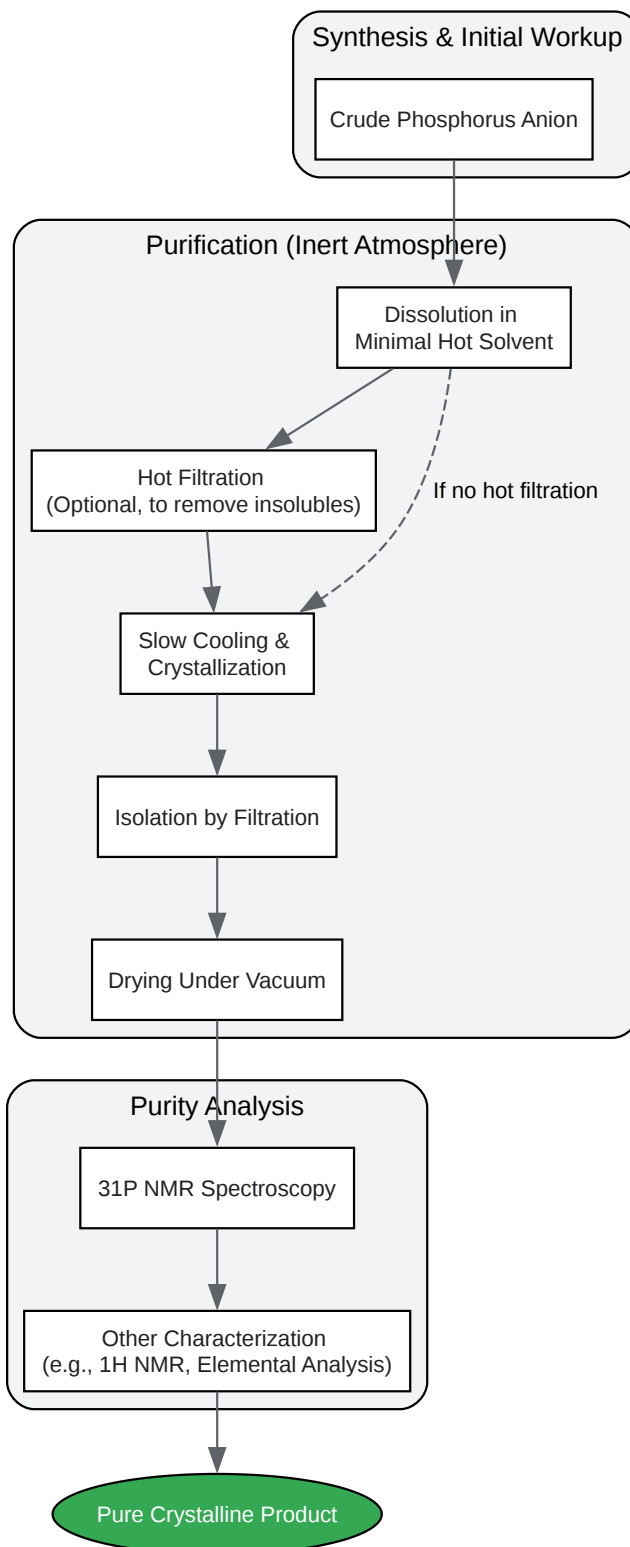 Synthesis & Initial Workup
Crude Phosphorus Anion
Purification (Inert Atmosphere)
Dissolution in
Minimal Hot Solvent
Hot Filtration
(Optional, to remove insolubles)
If no hot filtration
Slow Cooling &
Crystallization
Isolation by Filtration
Drying Under Vacuum
Purity Analysis
31P NMR Spectroscopy
Other Characterization
(e.g., 1H NMR, Elemental Analysis)
Pure Crystalline Product